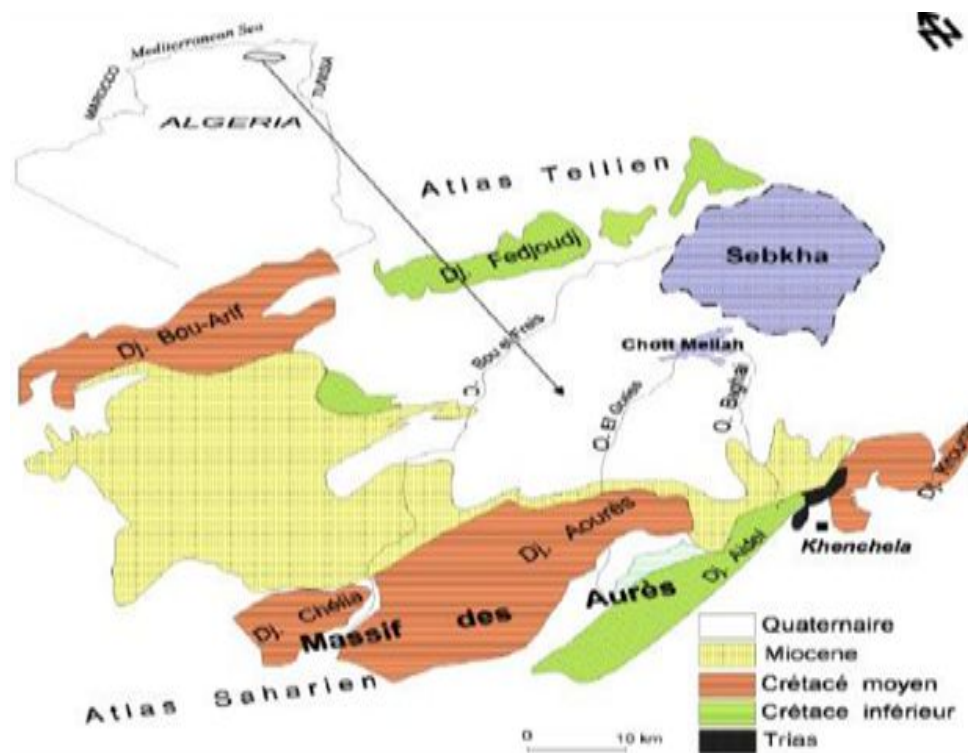 Mediterranean Sea
MAROCCO
TUNISIA
ALGERIA
N
Atlas Tellien
Dj. Fedjoudj
Sebkha
Dj. Bou-Arif
Chott Mellah
O. Bou el Freis
O. El Gueiss
O. Baghai
Dj. Aourès
Dj. Aidel
Khenchela
Dj. Chélia
Massif des Aurès
Atlas Saharien
Quaternaire
Miocene
Crétacé moyen
Crétace inférieur
Trias
0 10 km